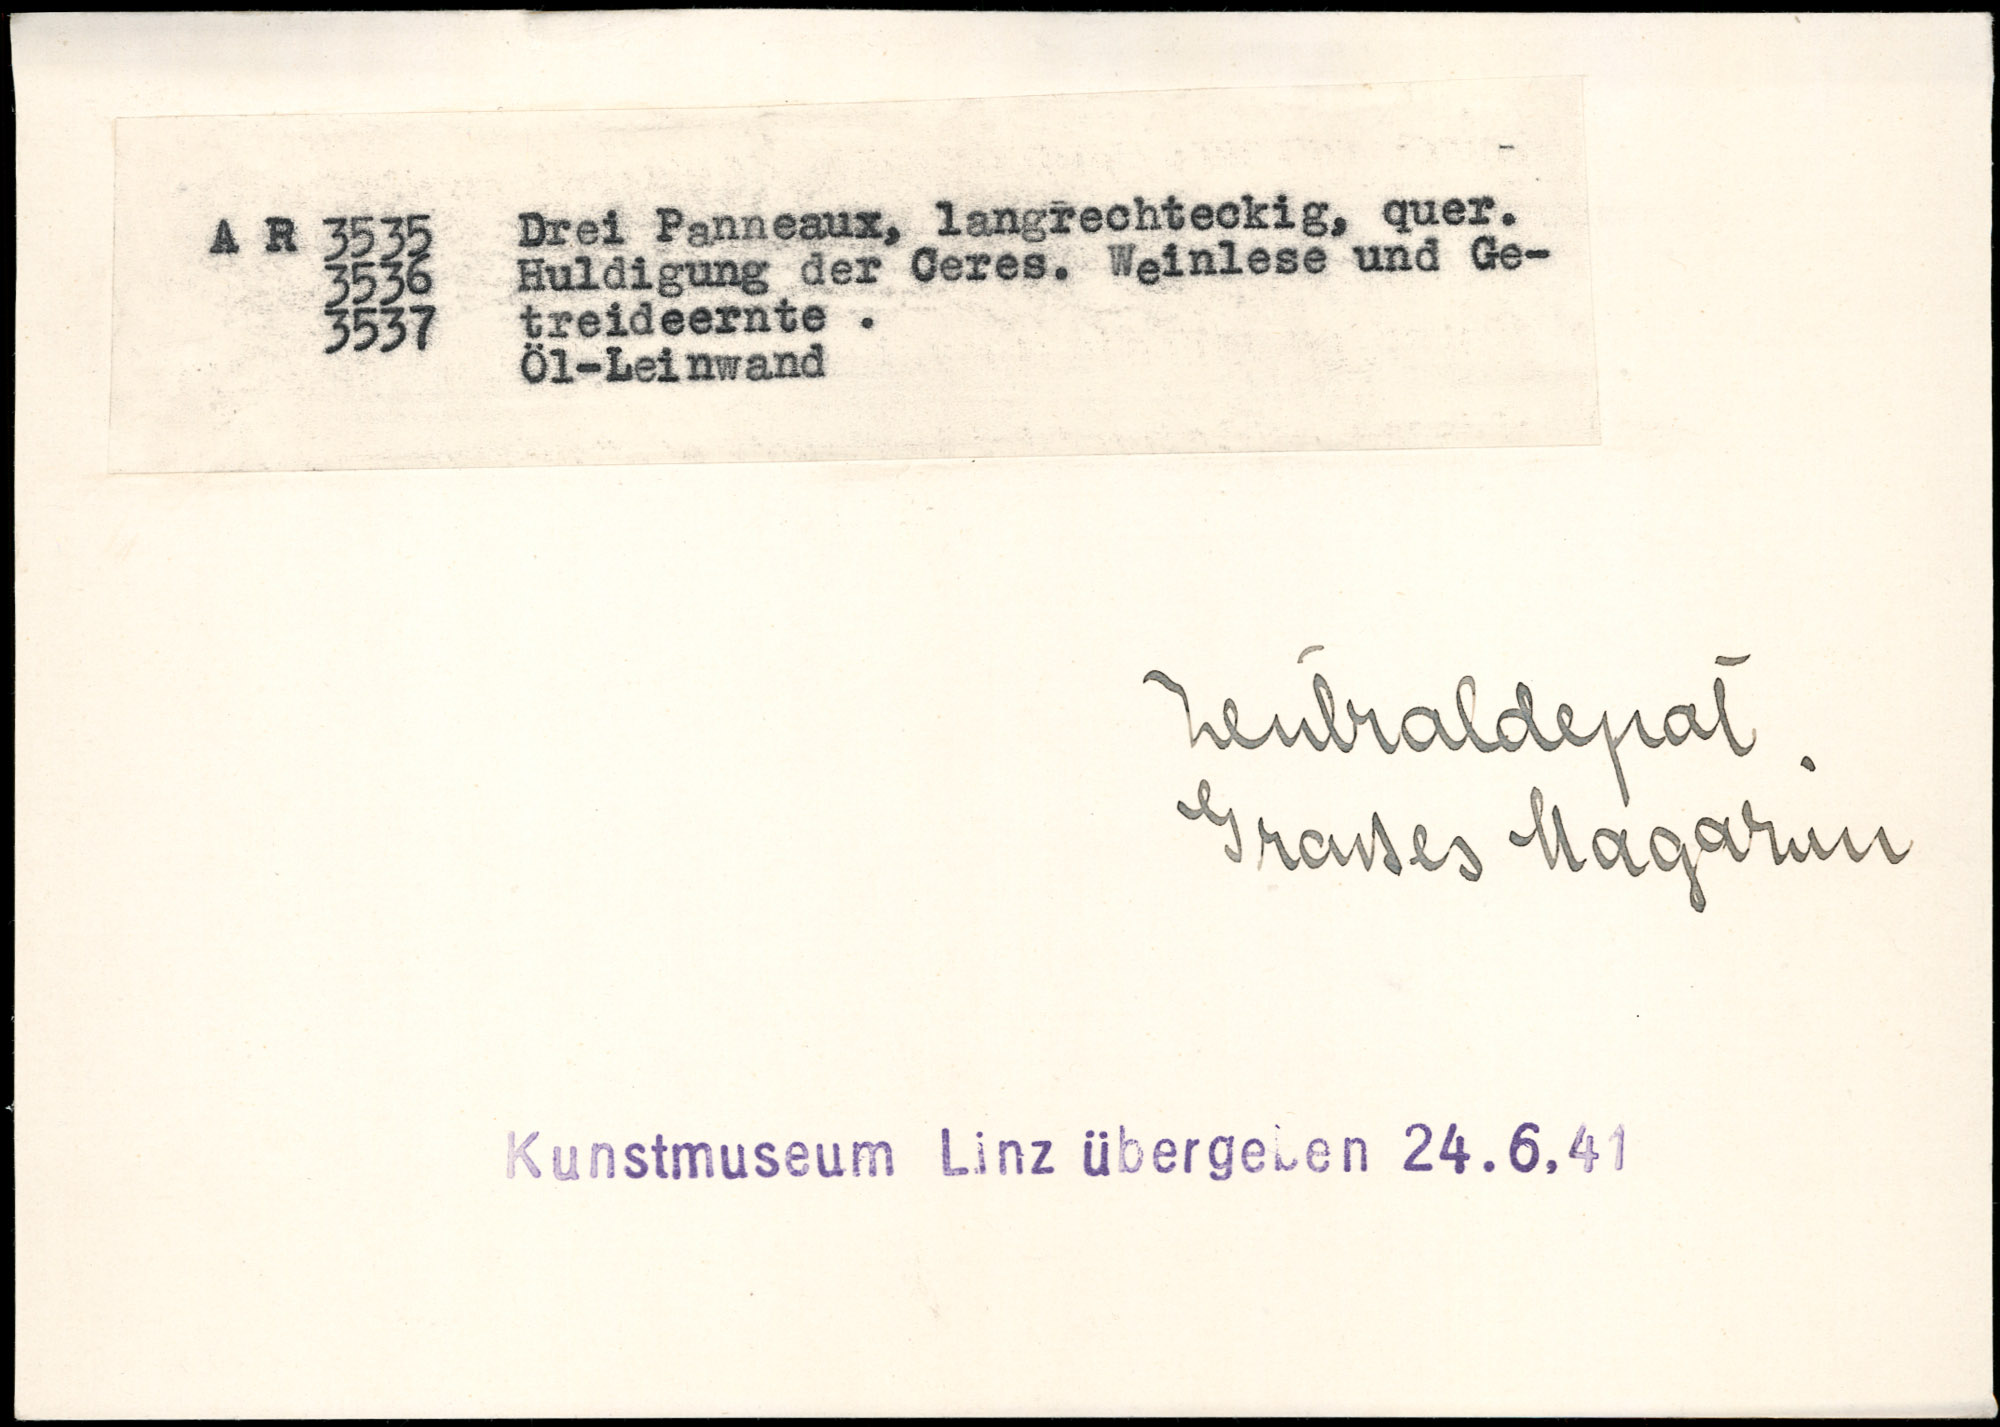 A R 3535 Drei Panneaux, langrechteckig, quer.
3536 Huldigung der Ceres. Weinlese und Ge-
3537 treideernte .
Öl-Leinwand
Zentraldepot
Grosses Magazin
Kunstmuseum Linz übergeben 24.6.41